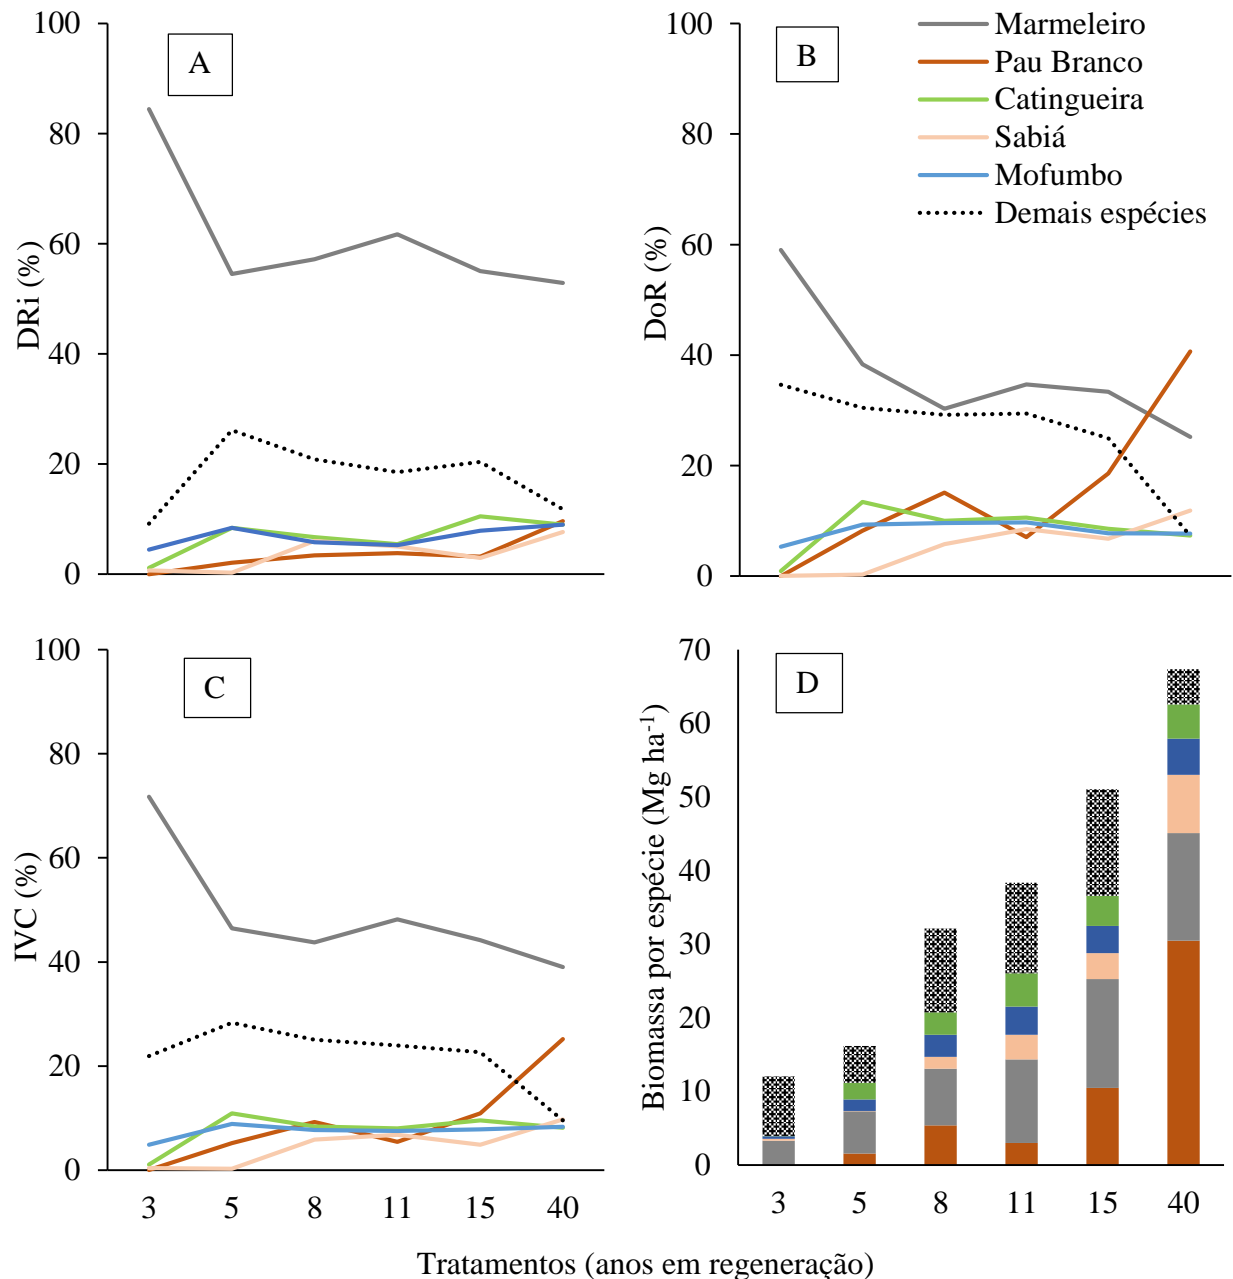 A
DRi (%)
100
80
60
40
20
0
B
DoR (%)
100
80
60
40
20
0
Marmeleiro
Pau Branco
Catingueira
Sabiá
Mofumbo
Demais espécies
C
IVC (%)
100
80
60
40
20
0
3 5 8 11 15 40
D
Biomassa por espécie (Mg ha⁻¹)
70
60
50
40
30
20
10
0
3 5 8 11 15 40
Tratamentos (anos em regeneração)